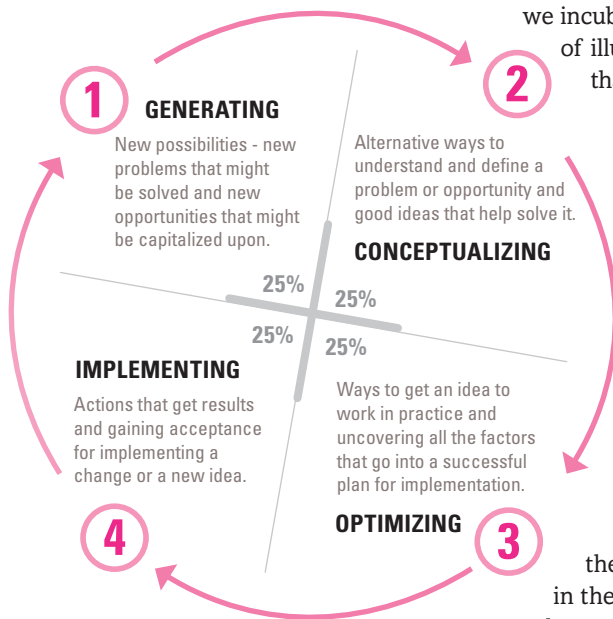 we incub
of illu
th
1
GENERATING
New possibilities - new
problems that might
be solved and new
opportunities that might
be capitalized upon.
2
Alternative ways to
understand and define a
problem or opportunity and
good ideas that help solve it.
CONCEPTUALIZING
25%
25%
25%
25%
IMPLEMENTING
Actions that get results
and gaining acceptance
for implementing a
change or a new idea.
4
Ways to get an idea to
work in practice and
uncovering all the factors
that go into a successful
plan for implementation.
OPTIMIZING
3
the
in the